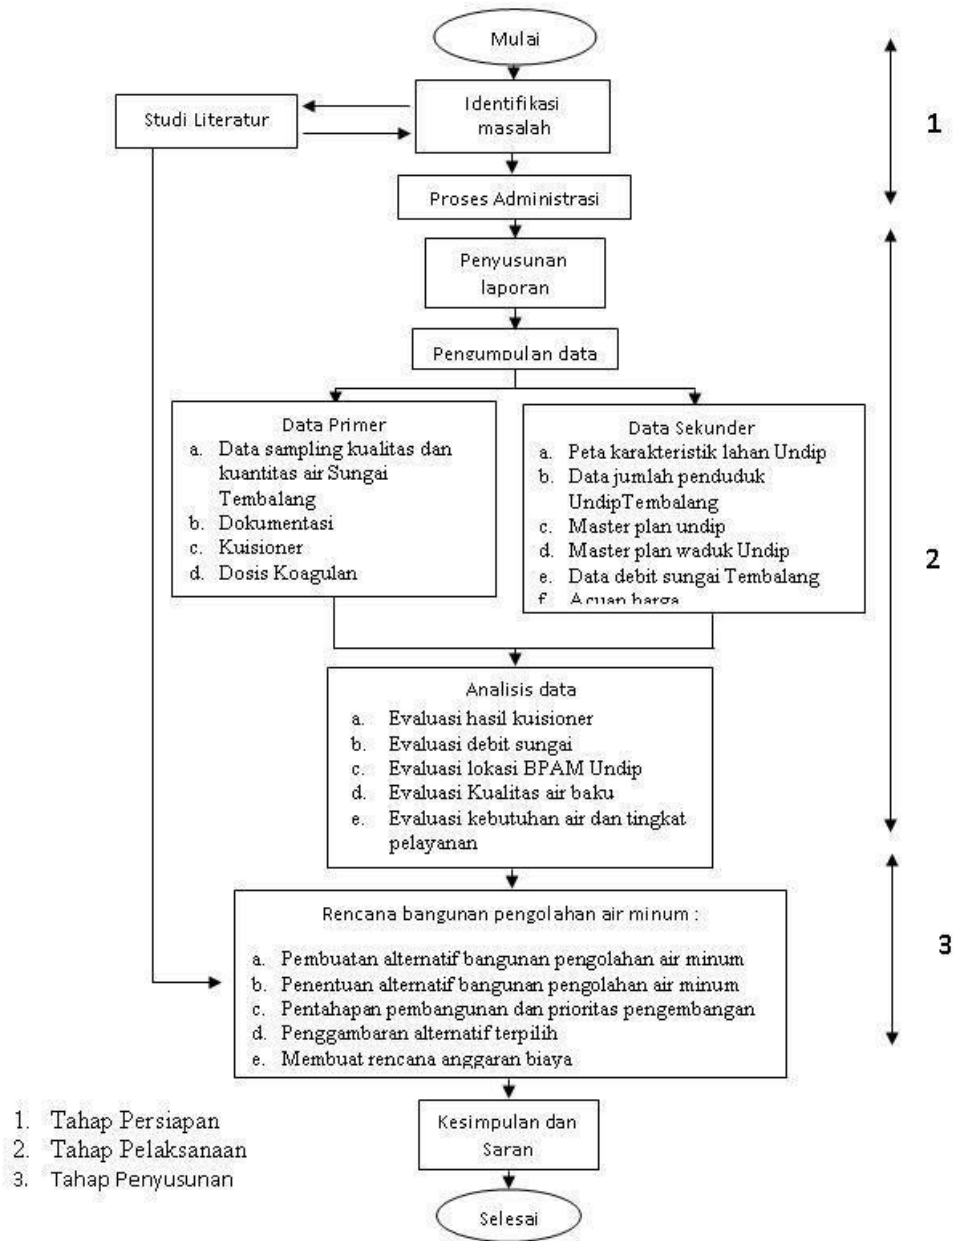 Mulai
Identifikasi
masalah
Studi Literatur
1
Proses Administrasi
Penyusunan
laporan
Pengumpulan data
Data Primer
a. Data sampling kualitas dan
kuantitas air Sungai
Tembalang
b. Dokumentasi
c. Kuisioner
d. Dosis Koagulan
Data Sekunder
a. Peta karakteristik lahan Undip
b. Data jumlah penduduk
UndipTembalang
c. Master plan undip
d. Master plan waduk Undip
e. Data debit sungai Tembalang
f. Acuan harga
2
Analisis data
a. Evaluasi hasil kuisioner
b. Evaluasi debit sungai
c. Evaluasi lokasi BPAM Undip
d. Evaluasi Kualitas air baku
e. Evaluasi kebutuhan air dan tingkat
pelayanan
Rencana bangunan pengolahan air minum :
a. Pembuatan alternatif bangunan pengolahan air minum
b. Penentuan alternatif bangunan pengolahan air minum
c. Pentahapan pembangunan dan prioritas pengembangan
d. Penggambaran alternatif terpilih
e. Membuat rencana anggaran biaya
3
1. Tahap Persiapan
2. Tahap Pelaksanaan
3. Tahap Penyusunan
Kesimpulan dan
Saran
Selesai